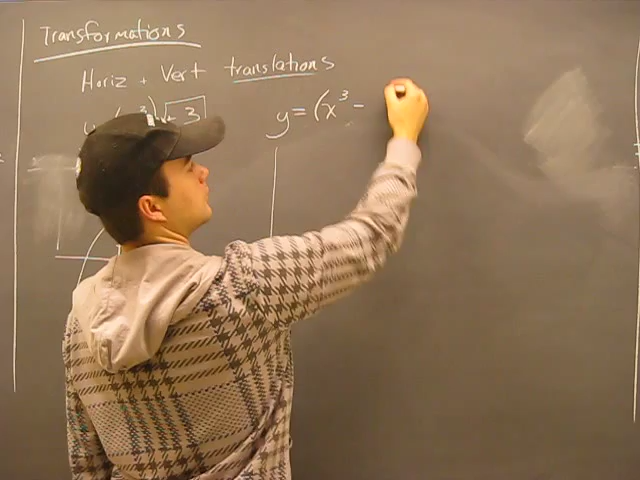 Transformations
Horiz + Vert translations
+ 3
y = (x³ -